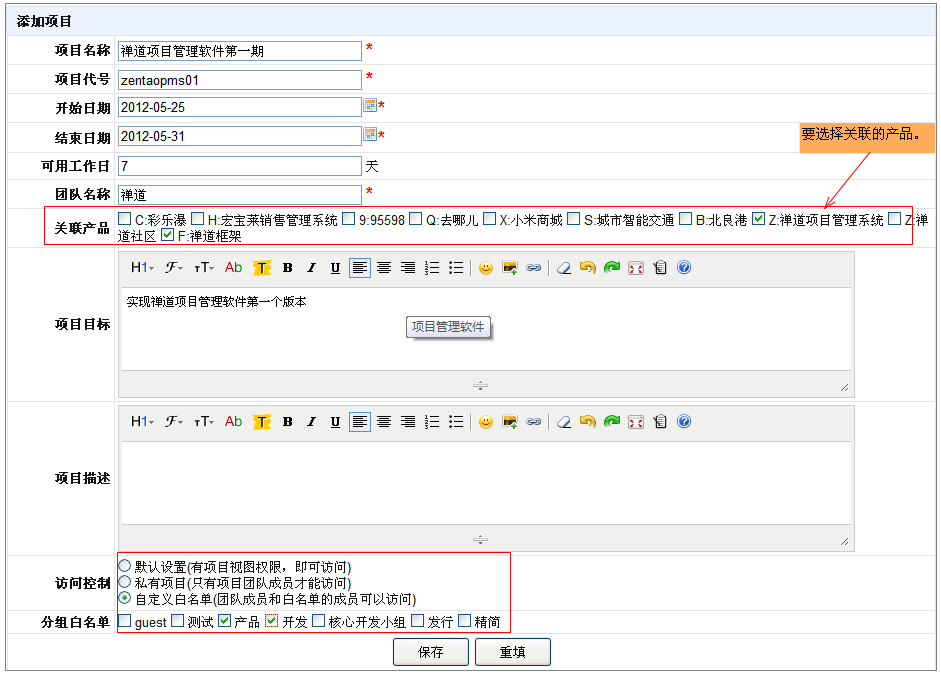 添加项目
项目名称 禅道项目管理软件第一期 *
项目代号 zentaopms01 *
开始日期 2012-05-25 *
结束日期 2012-05-31 *
要选择关联的产品。
可用工作日 7 天
团队名称 禅道 *
关联产品 C:彩乐瀑 H:宏宝莱销售管理系统 9:95598 Q:去哪儿 X:小米商城 S:城市智能交通 B:北良港 Z:禅道项目管理系统 Z:禅
道社区 F:禅道框架
H1 F TT Ab T B I U
项目目标 实现禅道项目管理软件第一个版本
项目管理软件
H1 F TT Ab T B I U
项目描述
访问控制 默认设置(有项目视图权限，即可访问)
私有项目(只有项目团队成员才能访问)
自定义白名单(团队成员和白名单的成员可以访问)
分组白名单 guest 测试 产品 开发 核心开发小组 发行 精简
保存 重填